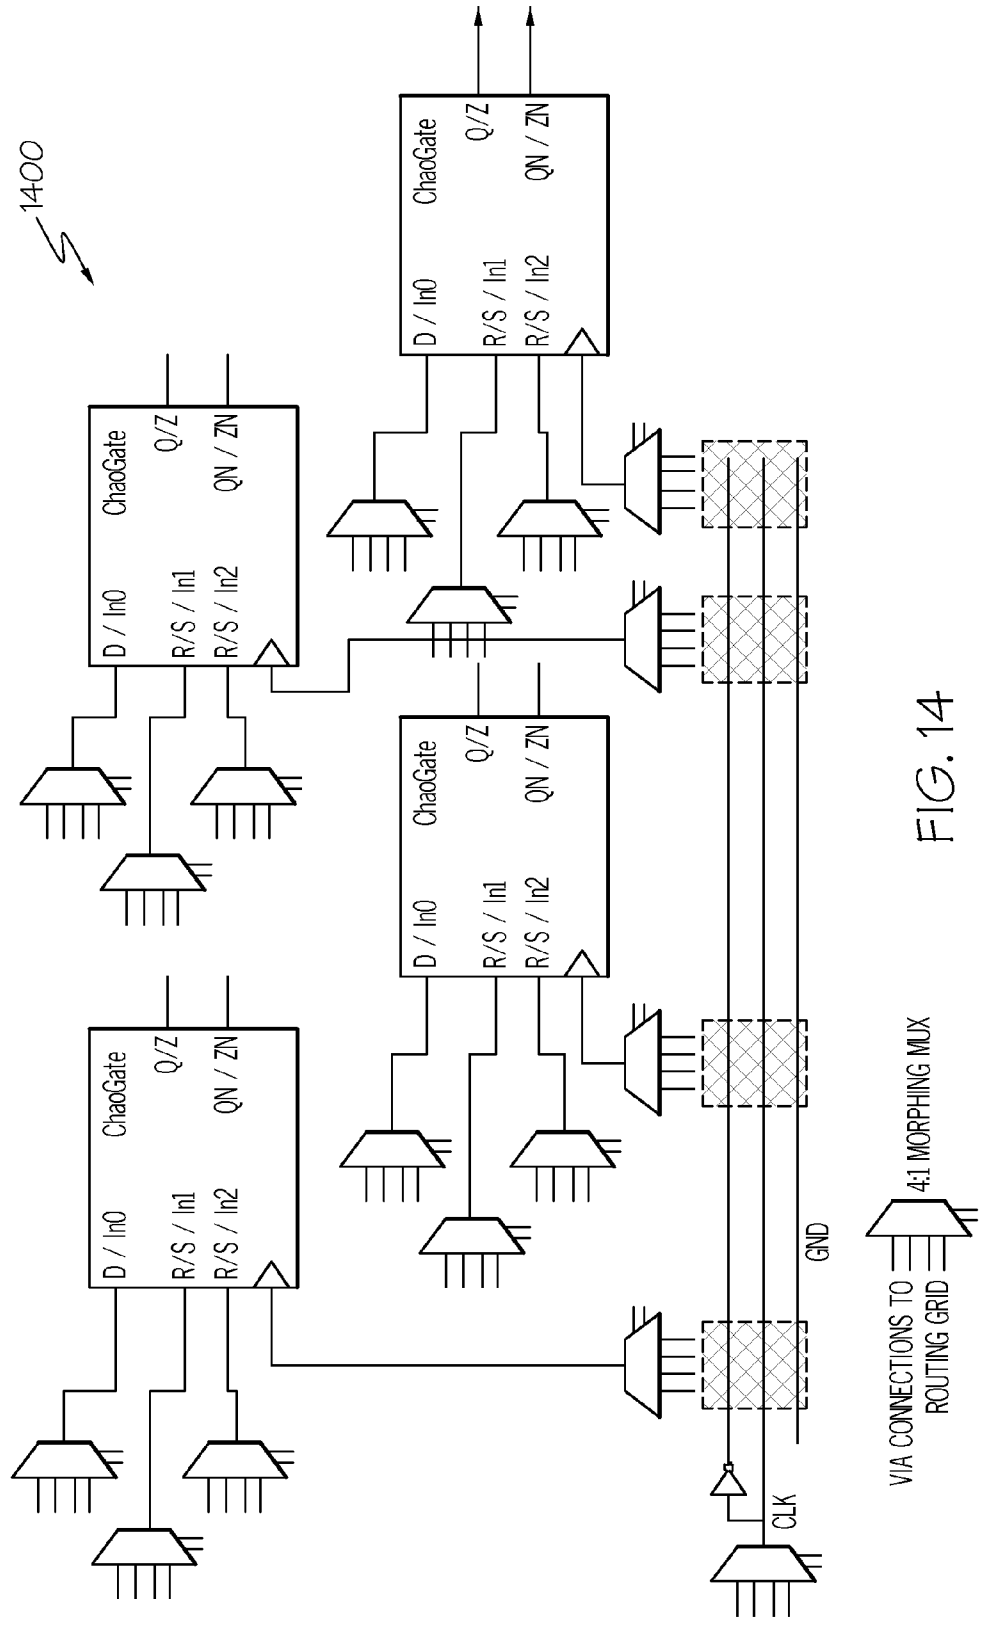 1400
ChaoGate
D / In0
Q/Z
R/S / In1
R/S / In2
QN / ZN
ChaoGate
D / In0
Q/Z
R/S / In1
R/S / In2
QN / ZN
ChaoGate
D / In0
Q/Z
R/S / In1
R/S / In2
QN / ZN
ChaoGate
D / In0
Q/Z
R/S / In1
R/S / In2
QN / ZN
CLK
GND
VIA CONNECTIONS TO
ROUTING GRID
4:1 MORPHING MUX
FIG. 14